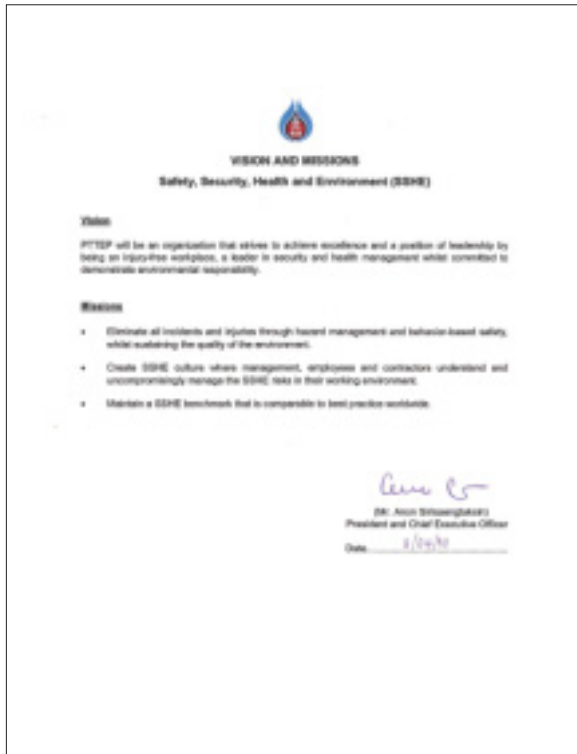 VISION AND MISSIONS
Safety, Security, Health and Environment (SSHE)
Vision
PTTEP will be an organization that strives to achieve excellence and a position of leadership by
being an injury-free workplace, a leader in security and health management whilst committed to
demonstrate environmental responsibility.
Missions
• Eliminate all incidents and injuries through hazard management and behavior-based safety,
whilst sustaining the quality of the environment.
• Create SSHE culture where management, employees and contractors understand and
uncompromisingly manage the SSHE risks in their working environment.
• Maintain a SSHE benchmark that is comparable to best practice worldwide.
(Mr. Anon Sirisaengtaksin)
President and Chief Executive Officer
Date